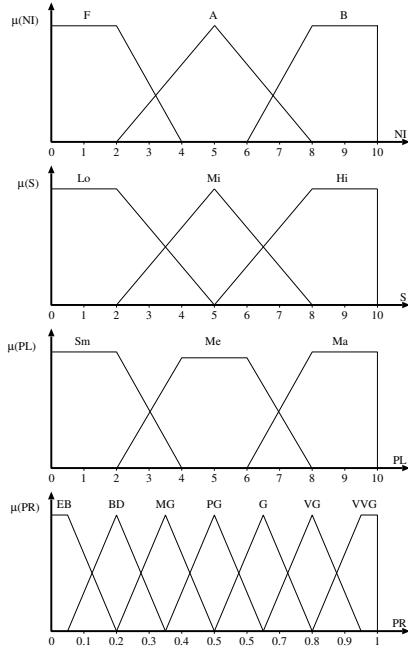 μ(NI)
F A B
NI
0 1 2 3 4 5 6 7 8 9 10
μ(S)
Lo Mi Hi
S
0 1 2 3 4 5 6 7 8 9 10
μ(PL)
Sm Me Ma
PL
0 1 2 3 4 5 6 7 8 9 10
μ(PR)
EB BD MG PG G VG VVG
PR
0 0.1 0.2 0.4 0.5 0.5 0.7 0.8 0.9 1